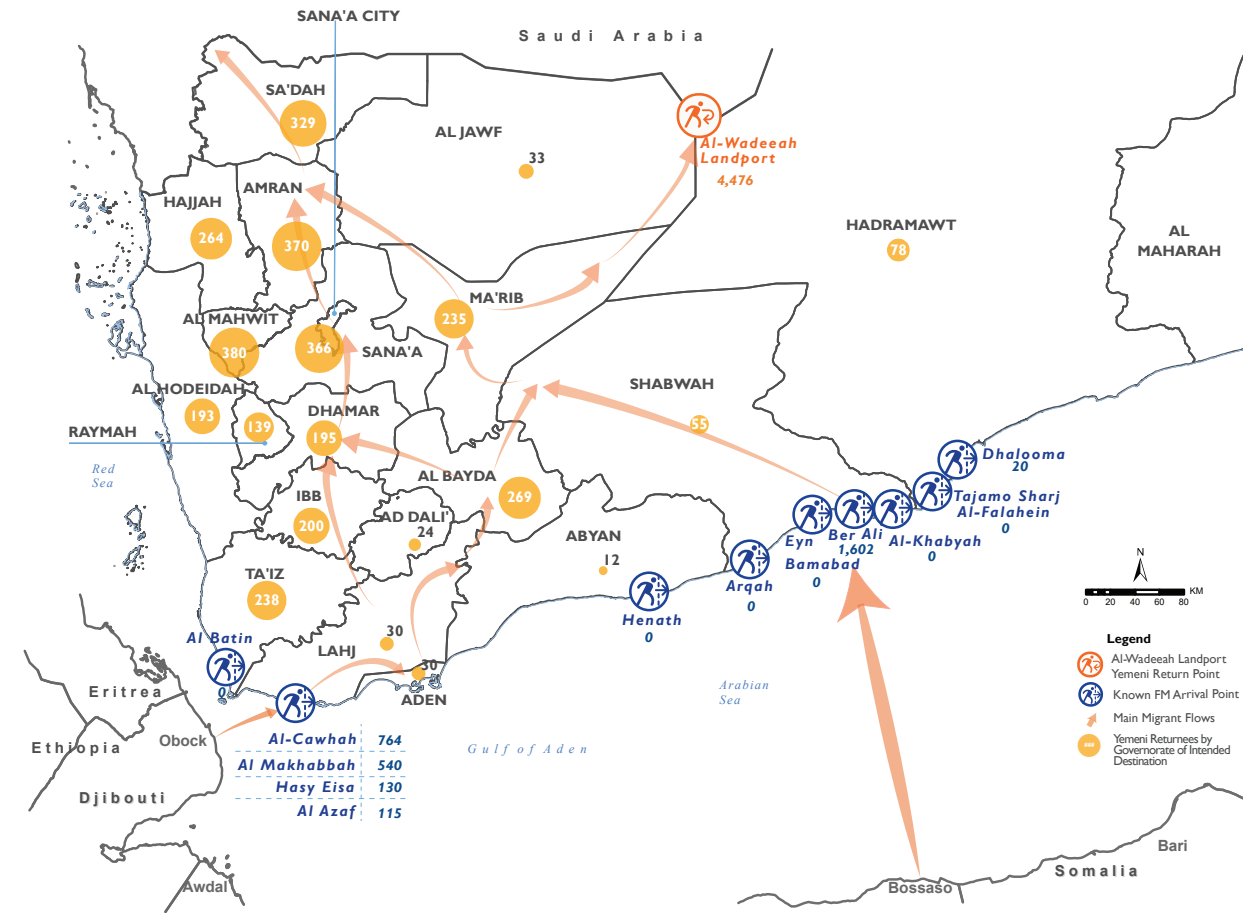 SANA'A CITY
Saudi Arabia
SA'DAH
329
AL JAWF
33
Al-Wadeeah
Landport
4,476
AMRAN
HAJJAH
264
370
HADRAMAWT
78
AL
MAHARAH
MA'RIB
235
AL MAHWIT
380
366
SANA'A
SHABWAH
55
AL HODEIDAH
193
139
DHAMAR
195
RAYMAH
Red
Sea
AL BAYDA
269
IBB
200
AD DALI'
24
ABYAN
12
Dhalooma
20
Tajamo Sharj
Al-Falahein
0
Ber Ali
1,602
Al-Khabyah
0
Eyn
Bamabad
0
Arqah
0
Henath
0
TA'IZ
238
Al Batin
0
LAHJ
30
30
ADEN
Arabian
Sea
Gulf of Aden
Eritrea
Ethiopia
Obock
Djibouti
Awdal
Al-Cawhah 764
Al Makhabbah 540
Hasy Eisa 130
Al Azaf 115
Bossaso
Somalia
Bari
N
0 20 40 60 80 KM
Legend
Al-Wadeeah Landport
Yemeni Return Point
Known FM Arrival Point
Main Migrant Flows
Yemeni Returnees by
Governorate of Intended
Destination